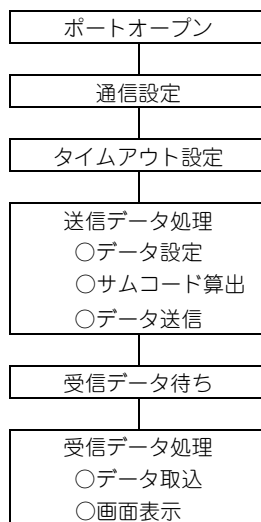 ポートオープン
通信設定
タイムアウト設定
送信データ処理
○データ設定
○サムコード算出
○データ送信
受信データ待ち
受信データ処理
○データ取込
○画面表示